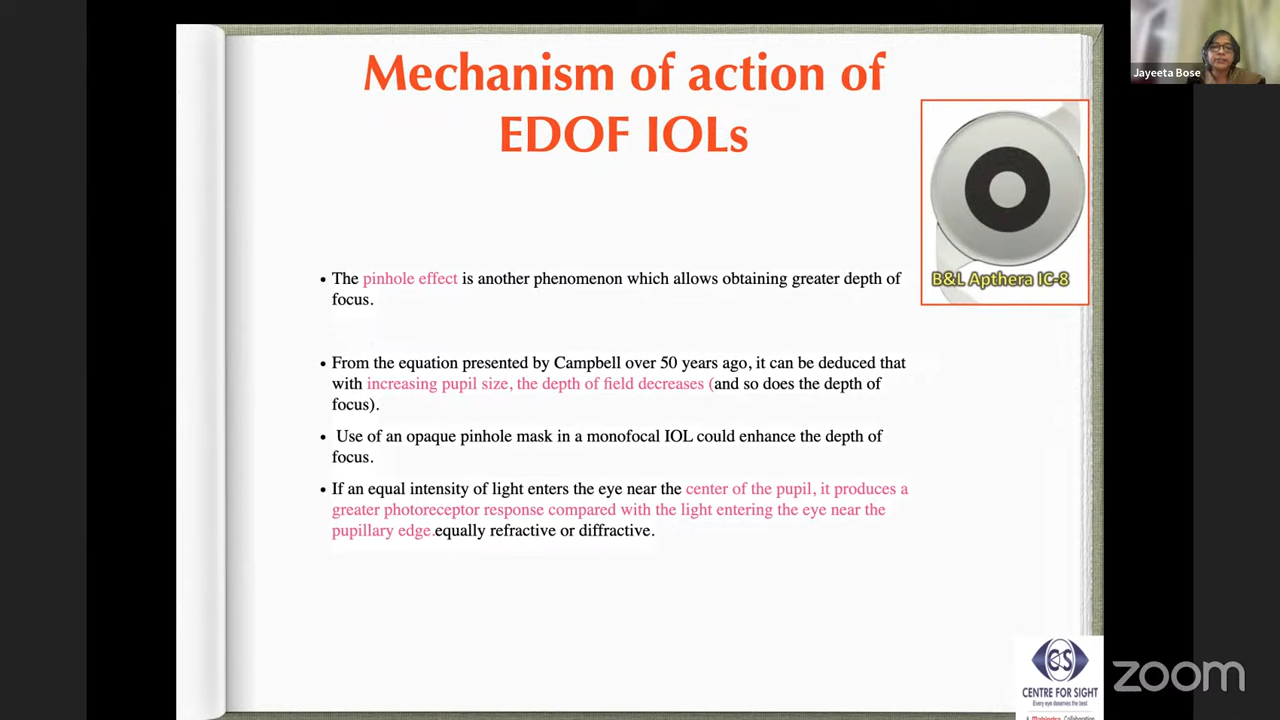 Mechanism of action of
EDOF IOLs
Jayeeta Bose
B&L Apthera IC-8
• The pinhole effect is another phenomenon which allows obtaining greater depth of
focus.
• From the equation presented by Campbell over 50 years ago, it can be deduced that
with increasing pupil size, the depth of field decreases (and so does the depth of
focus).
• Use of an opaque pinhole mask in a monofocal IOL could enhance the depth of
focus.
• If an equal intensity of light enters the eye near the center of the pupil, it produces a
greater photoreceptor response compared with the light entering the eye near the
pupillary edge.equally refractive or diffractive.
CS
CENTRE FOR SIGHT
Every eye deserves the best
A Mahindra Collaboration
zoom